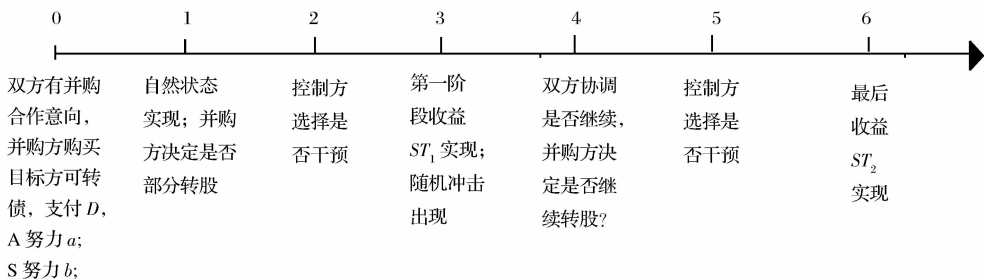 0
1
2
3
4
5
6
双方有并购
合作意向，
并购方购买
目标方可转
债，支付 D，
A 努力 a；
S 努力 b；
自然状态
实现；并购
方决定是否
部分转股
控制方
选择是
否干预
第一阶
段收益
ST₁ 实现；
随机冲击
出现
双方协调
是否继续，
并购方决
定是否继
续转股？
控制方
选择是
否干预
最后
收益
ST₂
实现